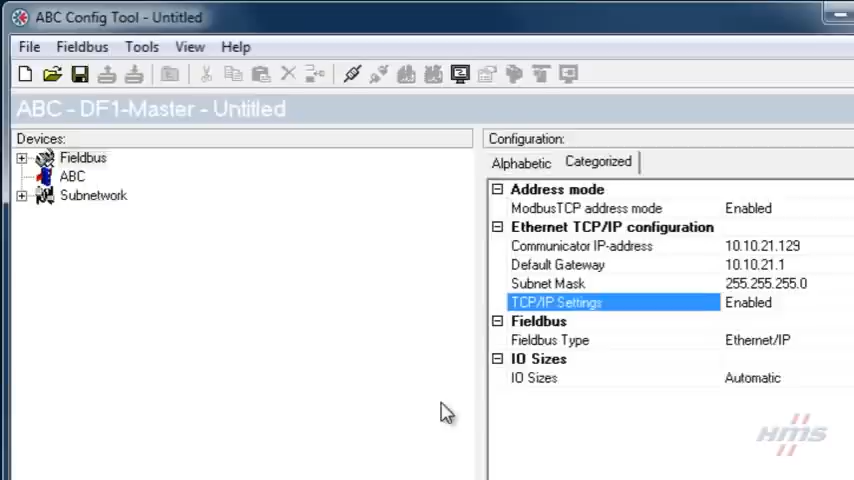 ABC Config Tool - Untitled
File Fieldbus Tools View Help
ABC - DF1-Master - Untitled
Devices:
Fieldbus
ABC
Subnetwork
Configuration:
Alphabetic Categorized
Address mode
ModbusTCP address mode Enabled
Ethernet TCP/IP configuration
Communicator IP-address 10.10.21.129
Default Gateway 10.10.21.1
Subnet Mask 255.255.255.0
TCP/IP Settings Enabled
Fieldbus
Fieldbus Type Ethernet/IP
IO Sizes
IO Sizes Automatic
HMS